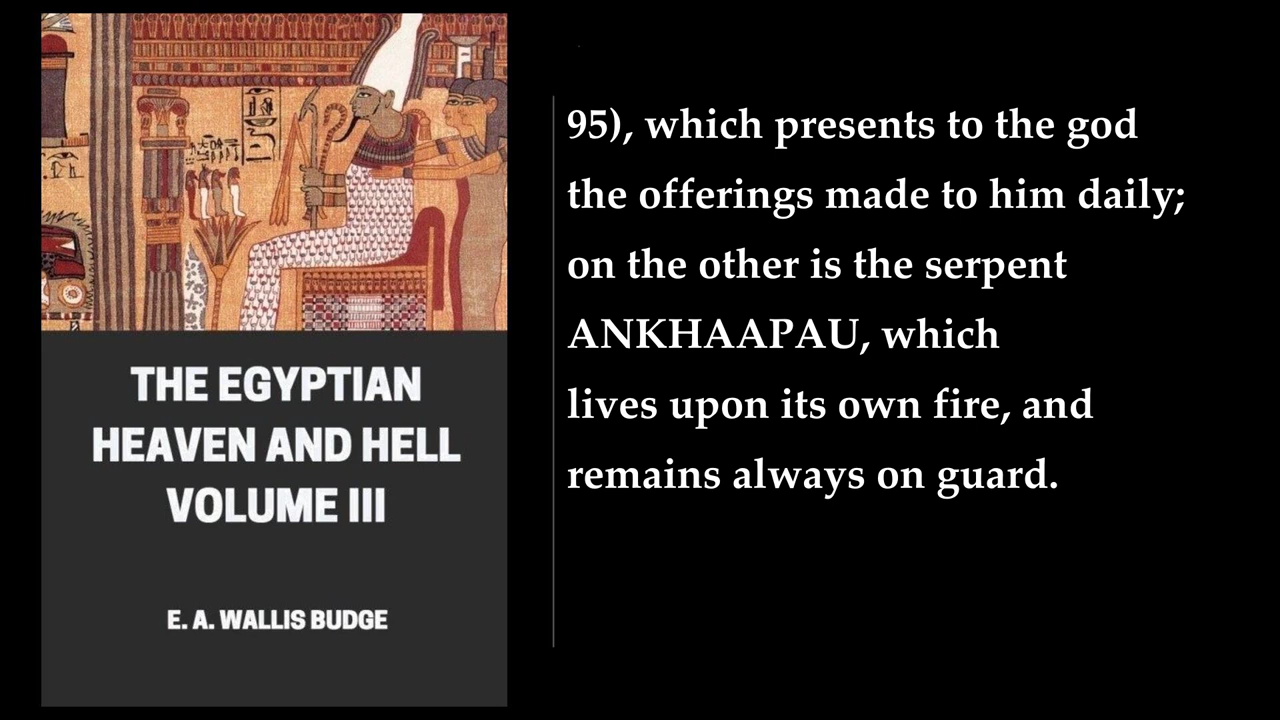 THE EGYPTIAN
HEAVEN AND HELL
VOLUME III
E. A. WALLIS BUDGE
95), which presents to the god
the offerings made to him daily;
on the other is the serpent
ANKHAAPAU, which
lives upon its own fire, and
remains always on guard.